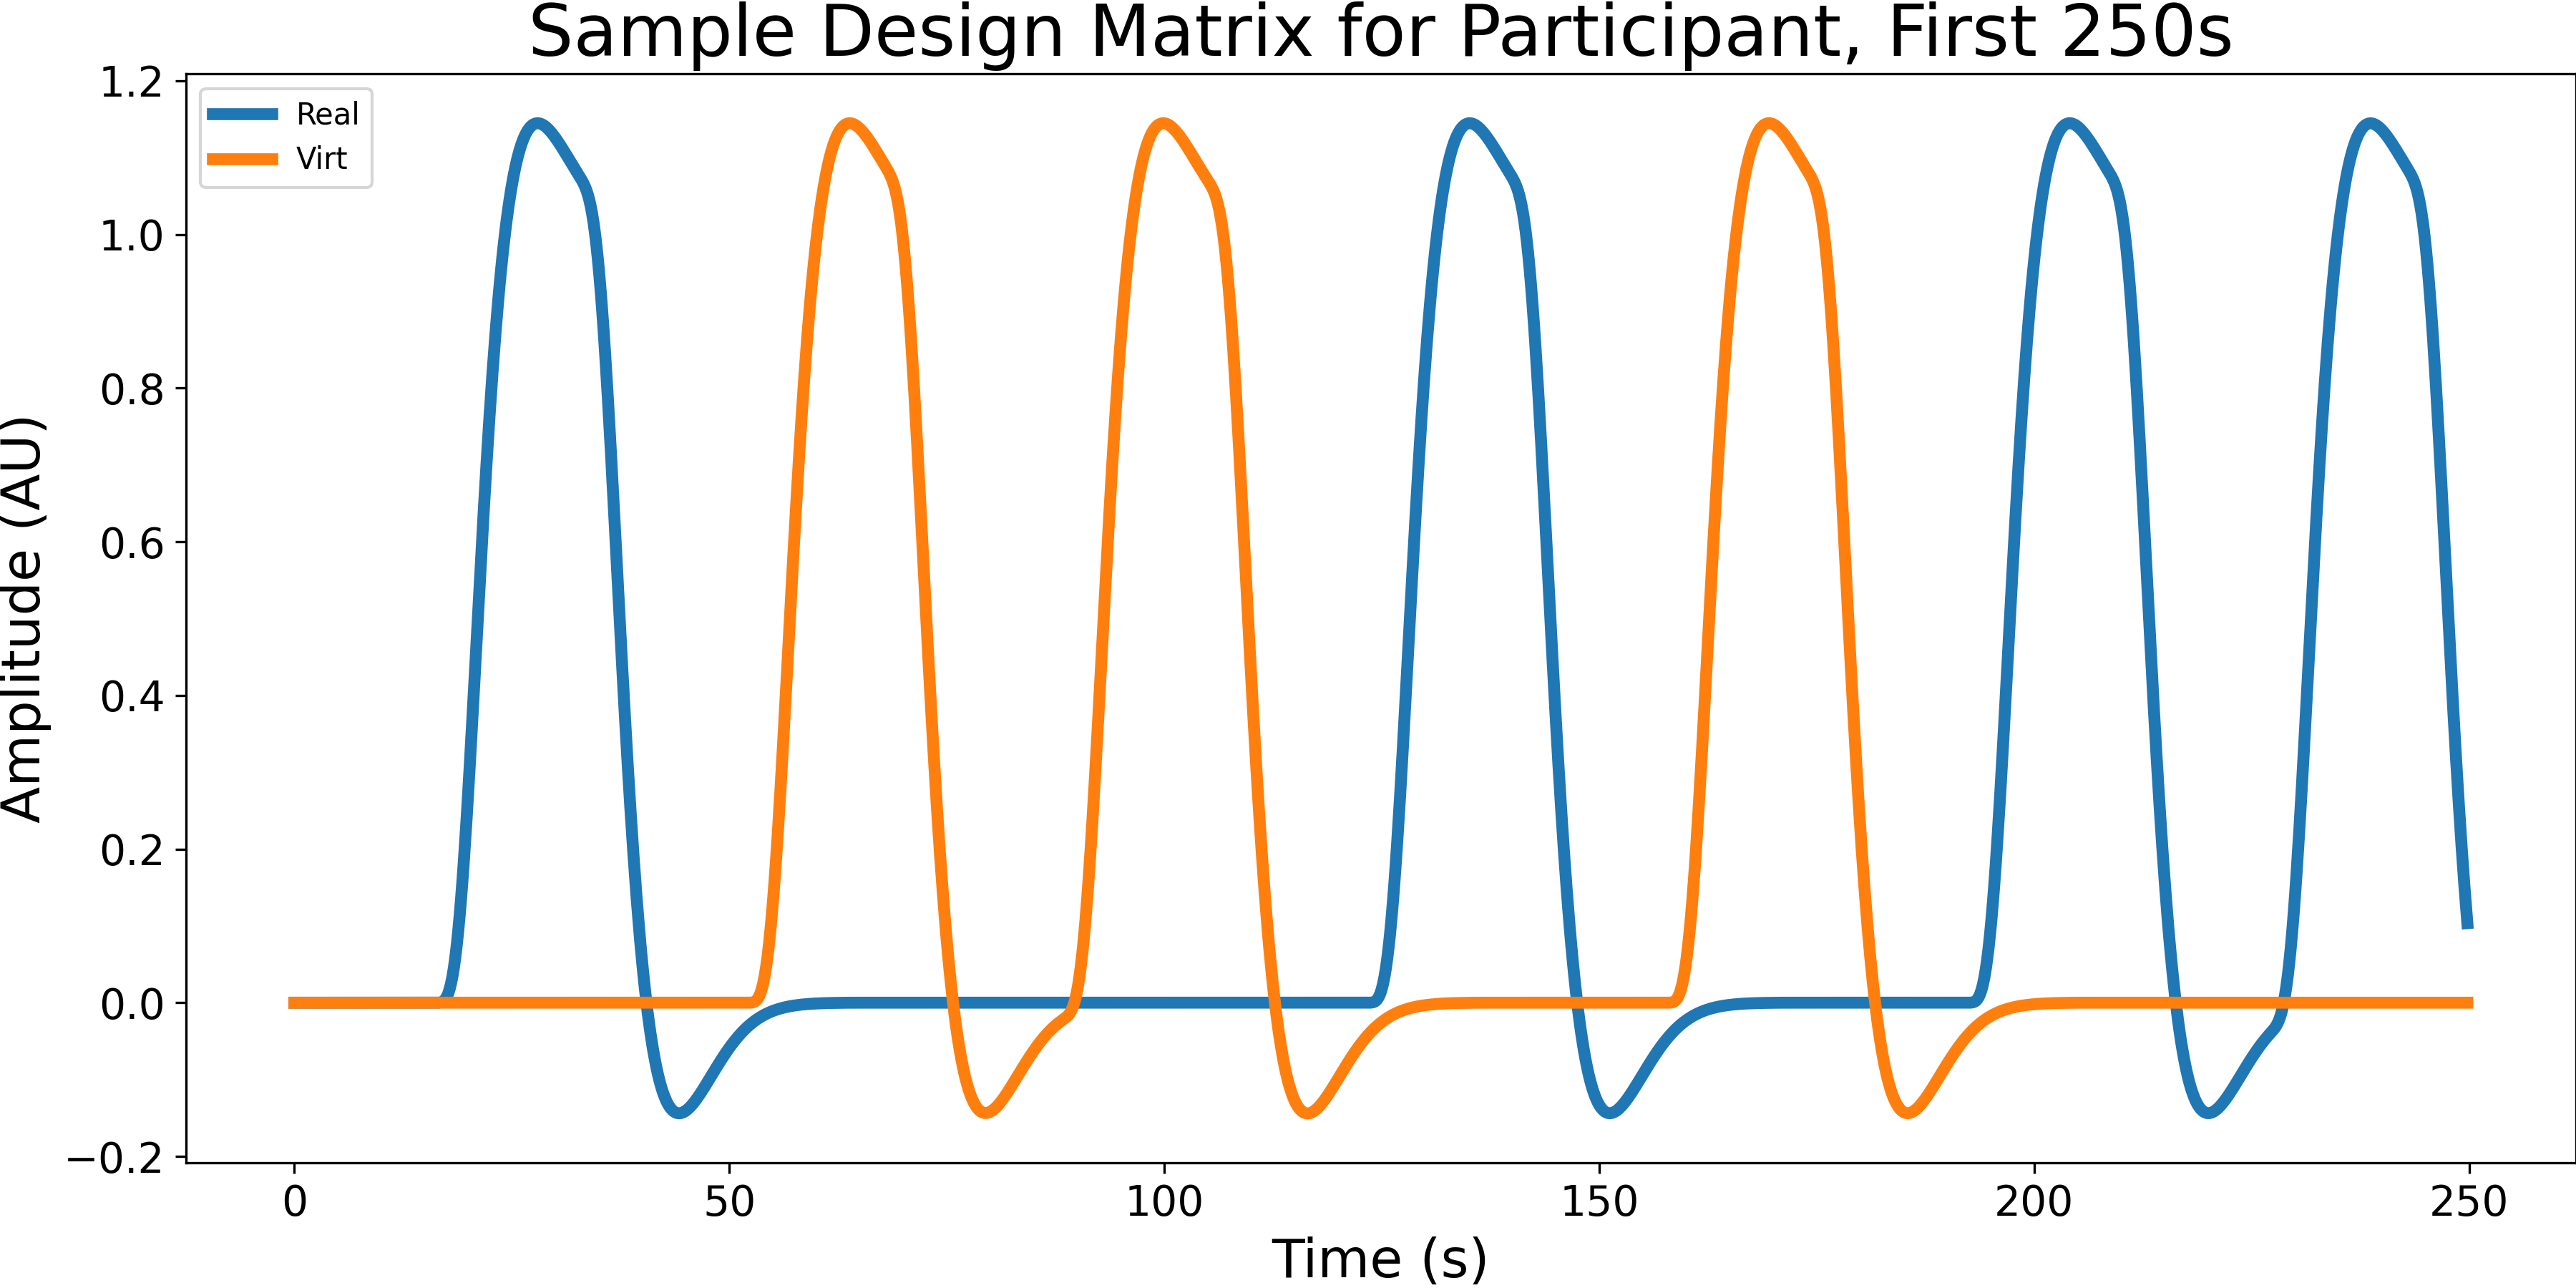 Sample Design Matrix for Participant, First 250s
Real
Virt
Amplitude (AU)
1.2
1.0
0.8
0.6
0.4
0.2
0.0
−0.2
0 50 100 150 200 250
Time (s)